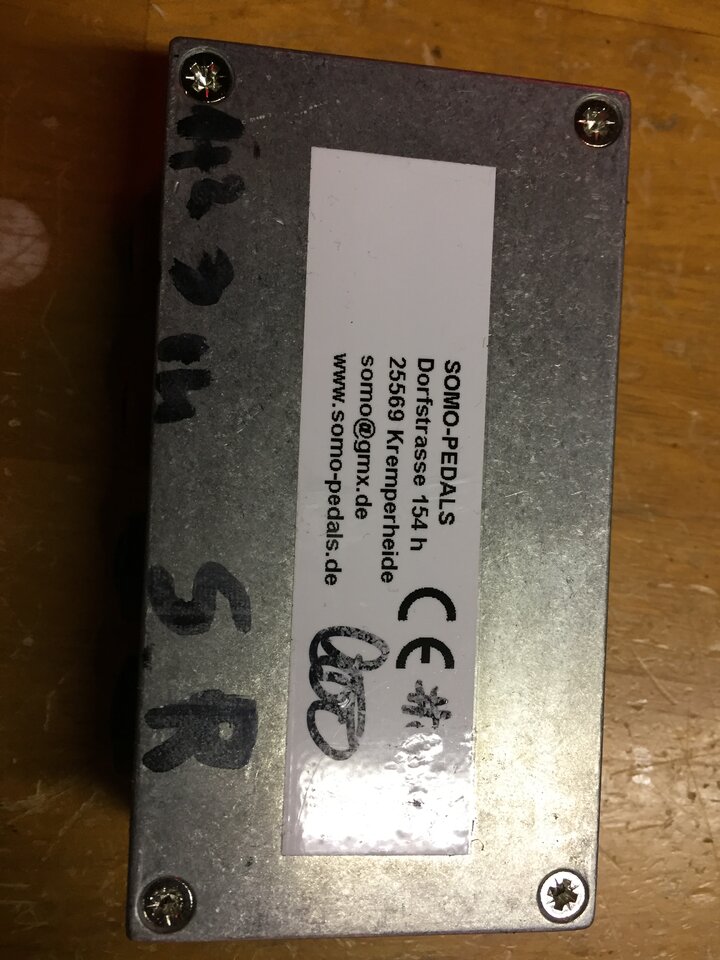 SOMO-PEDALS
Dorfstrasse 154 h
25569 Kremperheide
somo@gmx.de
www.somo-pedals.de
CE
S.R